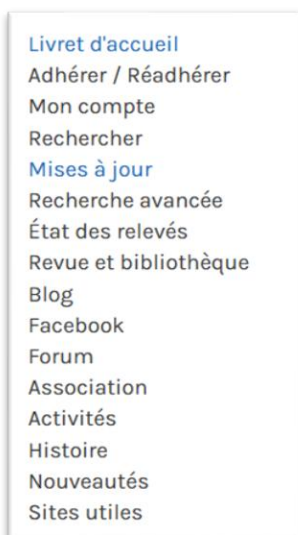 Livret d'accueil
Adhérer / Réadhérer
Mon compte
Rechercher
Mises à jour
Recherche avancée
État des relevés
Revue et bibliothèque
Blog
Facebook
Forum
Association
Activités
Histoire
Nouveautés
Sites utiles